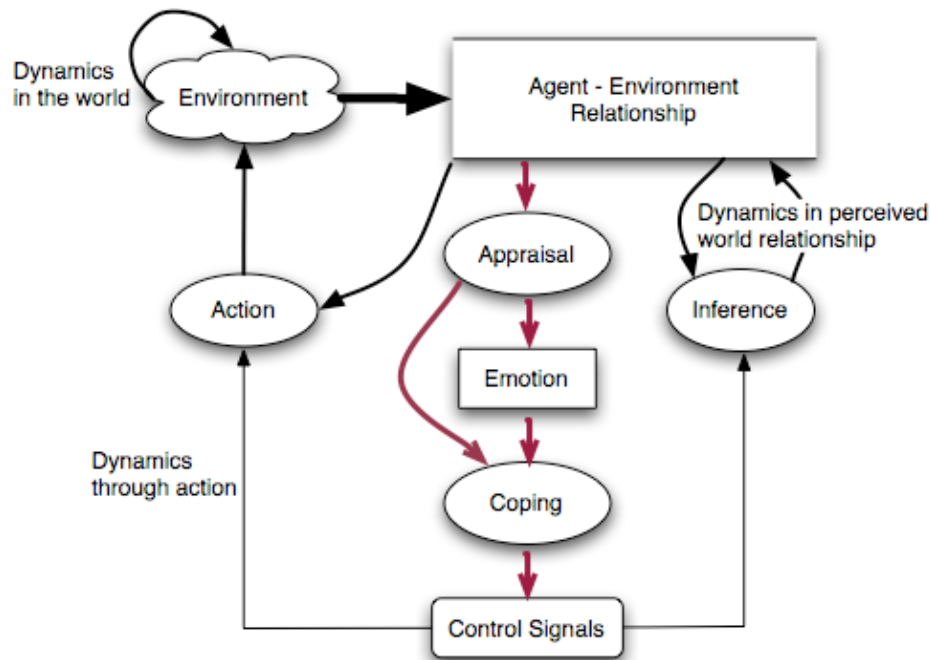 Dynamics
in the world
Environment
Agent - Environment
Relationship
Appraisal
Dynamics in perceived
world relationship
Action
Inference
Emotion
Dynamics
through action
Coping
Control Signals